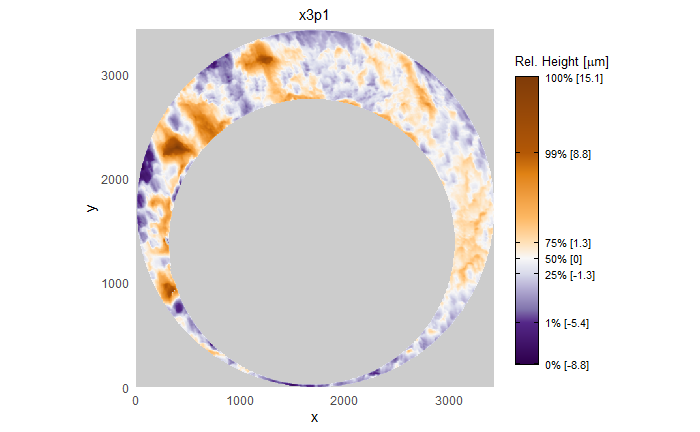 x3p1
Rel. Height [μm]
100% [15.1]
99% [8.8]
75% [1.3]
50% [0]
25% [-1.3]
1% [-5.4]
0% [-8.8]
y
3000
2000
1000
0
0 1000 2000 3000
x